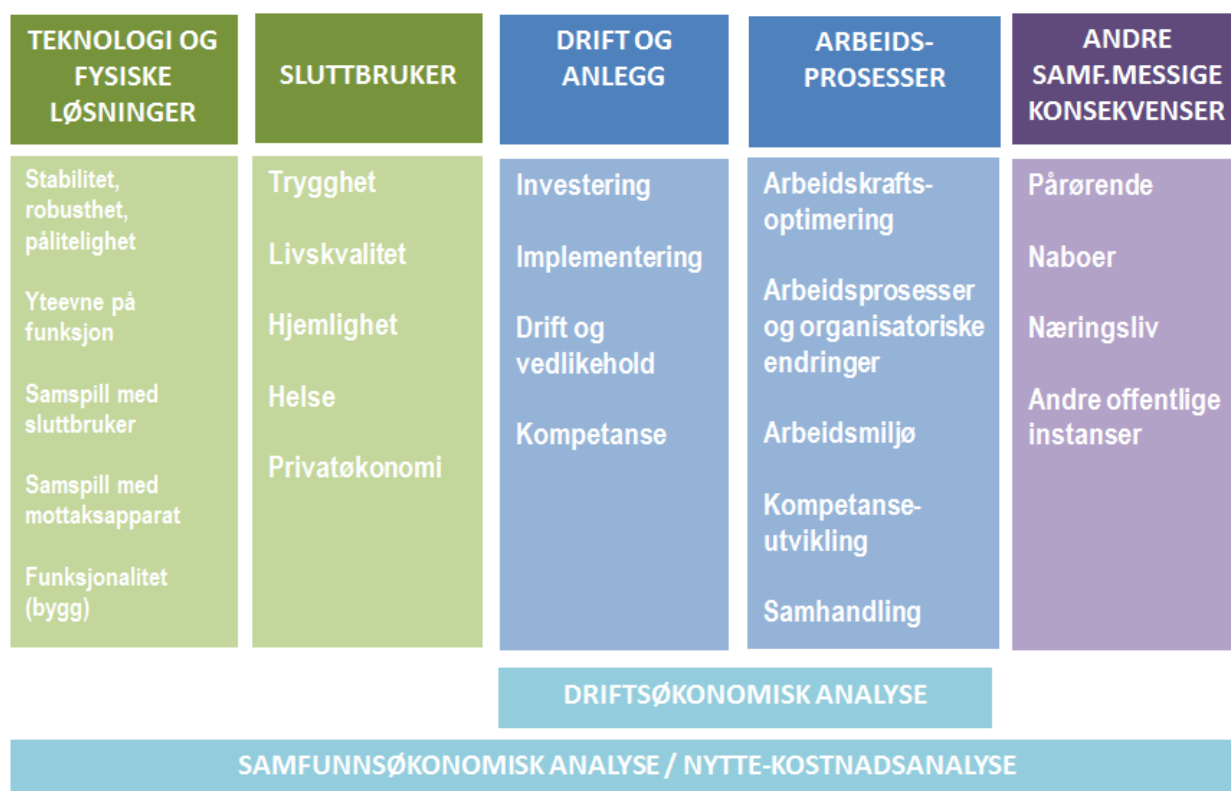 TEKNOLOGI OG
FYSISKE
LØSNINGER
Stabilitet,
robusthet,
pålitelighet
Yteevne på
funksjon
Samspill med
sluttbruker
Samspill med
mottaksapparat
Funksjonalitet
(bygg)
SLUTTBRUKER
Trygghet
Livskvalitet
Hjemlighet
Helse
Privatøkonomi
DRIFT OG
ANLEGG
Investering
Implementering
Drift og
vedlikehold
Kompetanse
ARBEIDS-
PROSESSER
Arbeidskrafts-
optimering
Arbeidsprosesser
og organisatoriske
endringer
Arbeidsmiljø
Kompetanse-
utvikling
Samhandling
ANDRE
SAMF.MESSIGE
KONSEKVENSER
Pårørende
Naboer
Næringsliv
Andre offentlige
instanser
DRIFTSØKONOMISK ANALYSE
SAMFUNNSØKONOMISK ANALYSE / NYTTE-KOSTNADSANALYSE